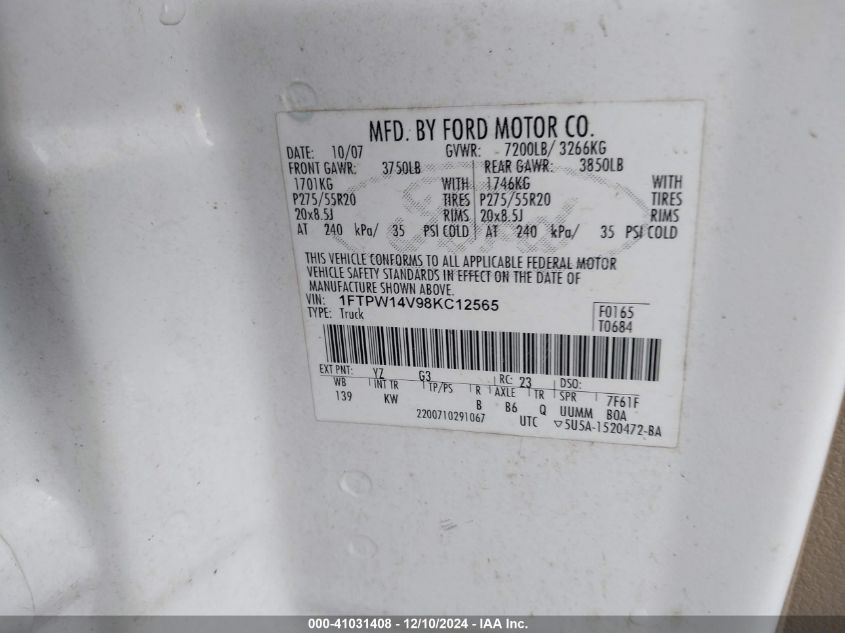 MFD. BY FORD MOTOR CO.
DATE: 10/07 GVWR: 7200LB/ 3266KG
FRONT GAWR: 3750LB REAR GAWR: 3850LB
1701KG WITH 1746KG WITH
P275/55R20 TIRES P275/55R20 TIRES
20x8.5J RIMS 20x8.5J RIMS
AT 240 kPa/ 35 PSI COLD AT 240 kPa/ 35 PSI COLD
Ford
THIS VEHICLE CONFORMS TO ALL APPLICABLE FEDERAL MOTOR
VEHICLE SAFETY STANDARDS IN EFFECT ON THE DATE OF
MANUFACTURE SHOWN ABOVE.
VIN: 1FTPW14V98KC12565 F0165
TYPE: Truck T0684
EXT PNT: YZ G3 RC: 23 DSO:
WB INT TR TP/PS R AXLE TR SPR 7F61F
139 KW B B6 Q UUMM BOA
2200710291067 UTC ▽5U5A-1520472-BA
000-41031408 - 12/10/2024 - IAA Inc.